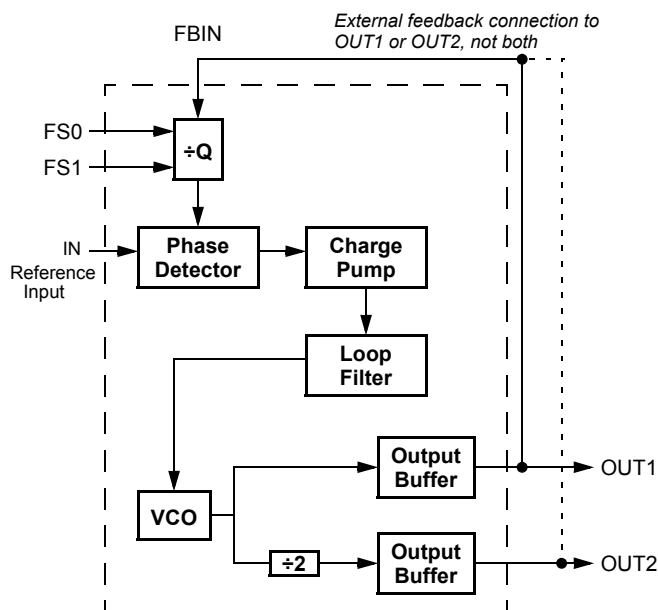 External feedback connection to
OUT1 or OUT2, not both
FBIN
FS0
FS1
÷Q
IN
Reference
Input
Phase
Detector
Charge
Pump
Loop
Filter
VCO
Output
Buffer
OUT1
÷2
Output
Buffer
OUT2